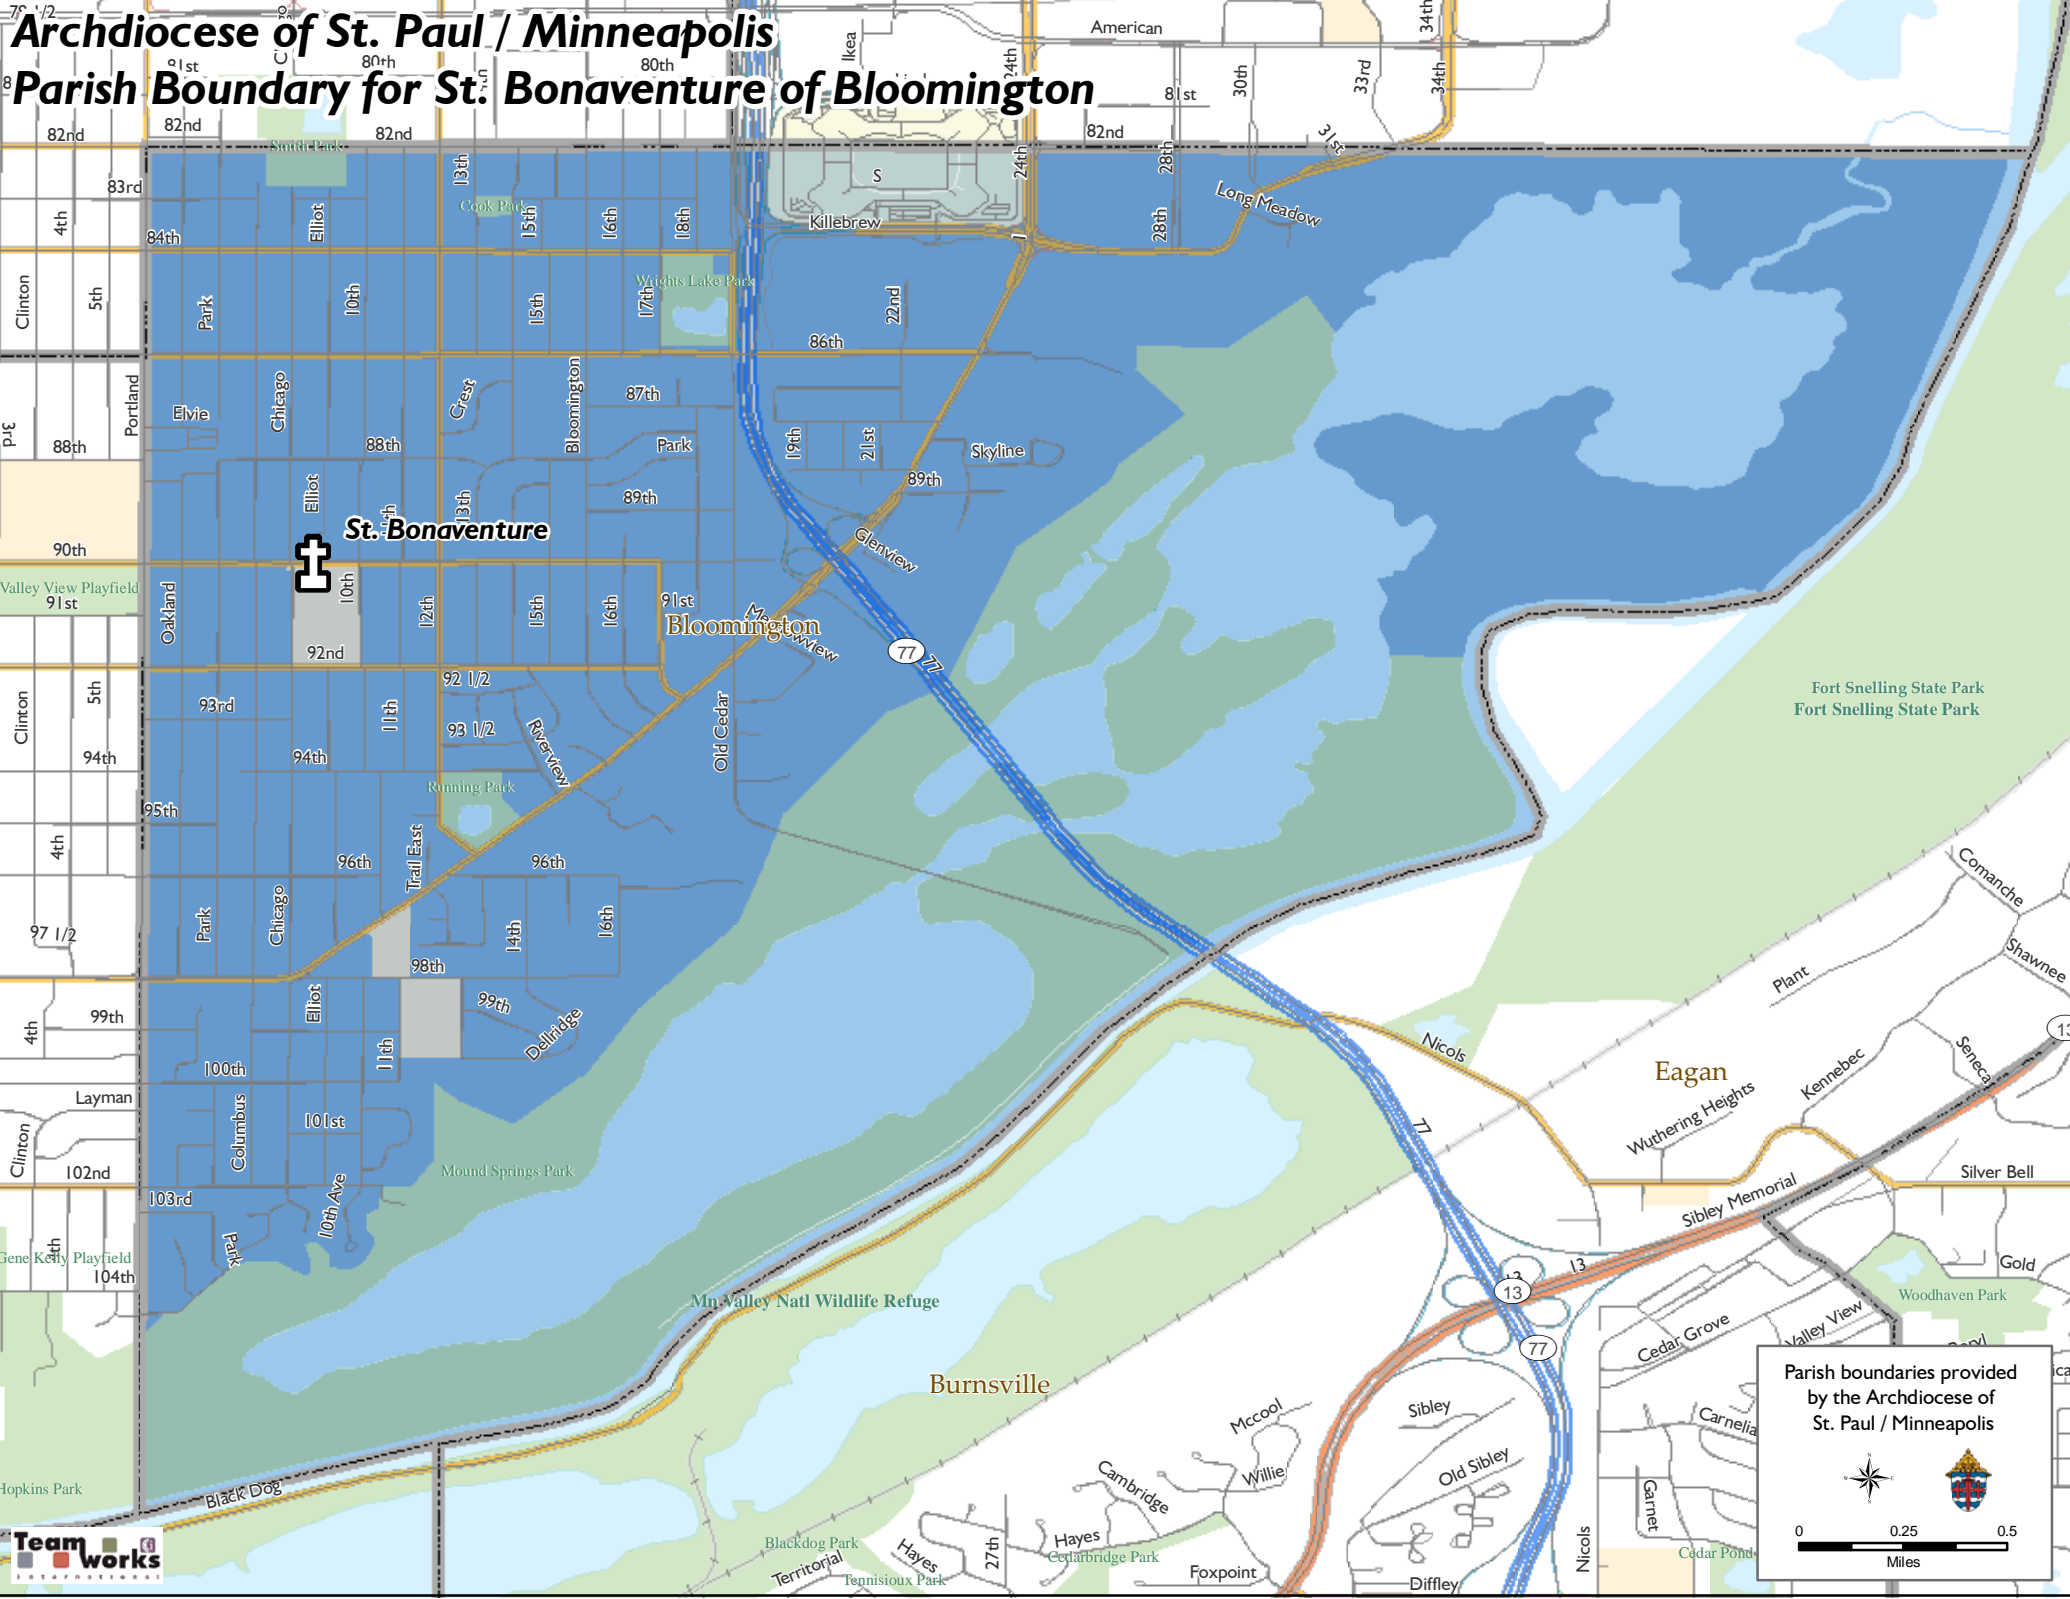 Archdiocese of St. Paul / Minneapolis
Parish Boundary for St. Bonaventure of Bloomington
American
Ikea
24th
34th
34th
81st
80th
80th
30th
33rd
81st
82nd
82nd
82nd
82nd
31st
Smith Park
13th
24th
28th
S
83rd
Cook Park
Long Meadow
4th
Elliot
15th
16th
18th
Killebrew
28th
84th
J
Wrights Lake Park
Clinton
5th
Park
10th
15th
17th
22nd
86th
Portland
Chicago
Crest
Bloomington
87th
Elvie
3rd
88th
88th
Park
19th
21st
Skyline
89th
Elliot
13th
89th
St. Bonaventure
90th
Glenview
Valley View Playfield
91st
Oakland
10th
12th
15th
16th
91st
Bloomington
92nd
77
77
92 1/2
Fort Snelling State Park
Fort Snelling State Park
Clinton
5th
93rd
11th
93 1/2
Riverview
Old Cedar
94th
94th
Running Park
95th
4th
96th
Trail East
96th
Comanche
Park
Chicago
14th
16th
97 1/2
98th
Shawnee
Plant
Elliot
99th
99th
4th
Dellridge
11th
Nicols
13
Seneca
100th
Eagan
Kennebec
Layman
Columbus
101st
Wuthering Heights
77
Clinton
102nd
Mound Springs Park
Silver Bell
103rd
10th Ave
Sibley Memorial
Park
4th
Gene Kelly Playfield
104th
13
Gold
13
13
Woodhaven Park
Mn Valley Natl Wildlife Refuge
Valley View
Cedar Grove
77
Burnsville
Beryl
Parish boundaries provided
by the Archdiocese of
St. Paul / Minneapolis
Mccool
Sibley
Carnelia
Willie
Old Sibley
Cambridge
Hopkins Park
Black Dog
Garnet
0 0.25 0.5
Miles
Team works
international
Blackdog Park
Hayes
Hayes
27th
Cedarbridge Park
Nicols
Cedar Pond
Territorial
Tennisioux Park
Foxpoint
Diffley